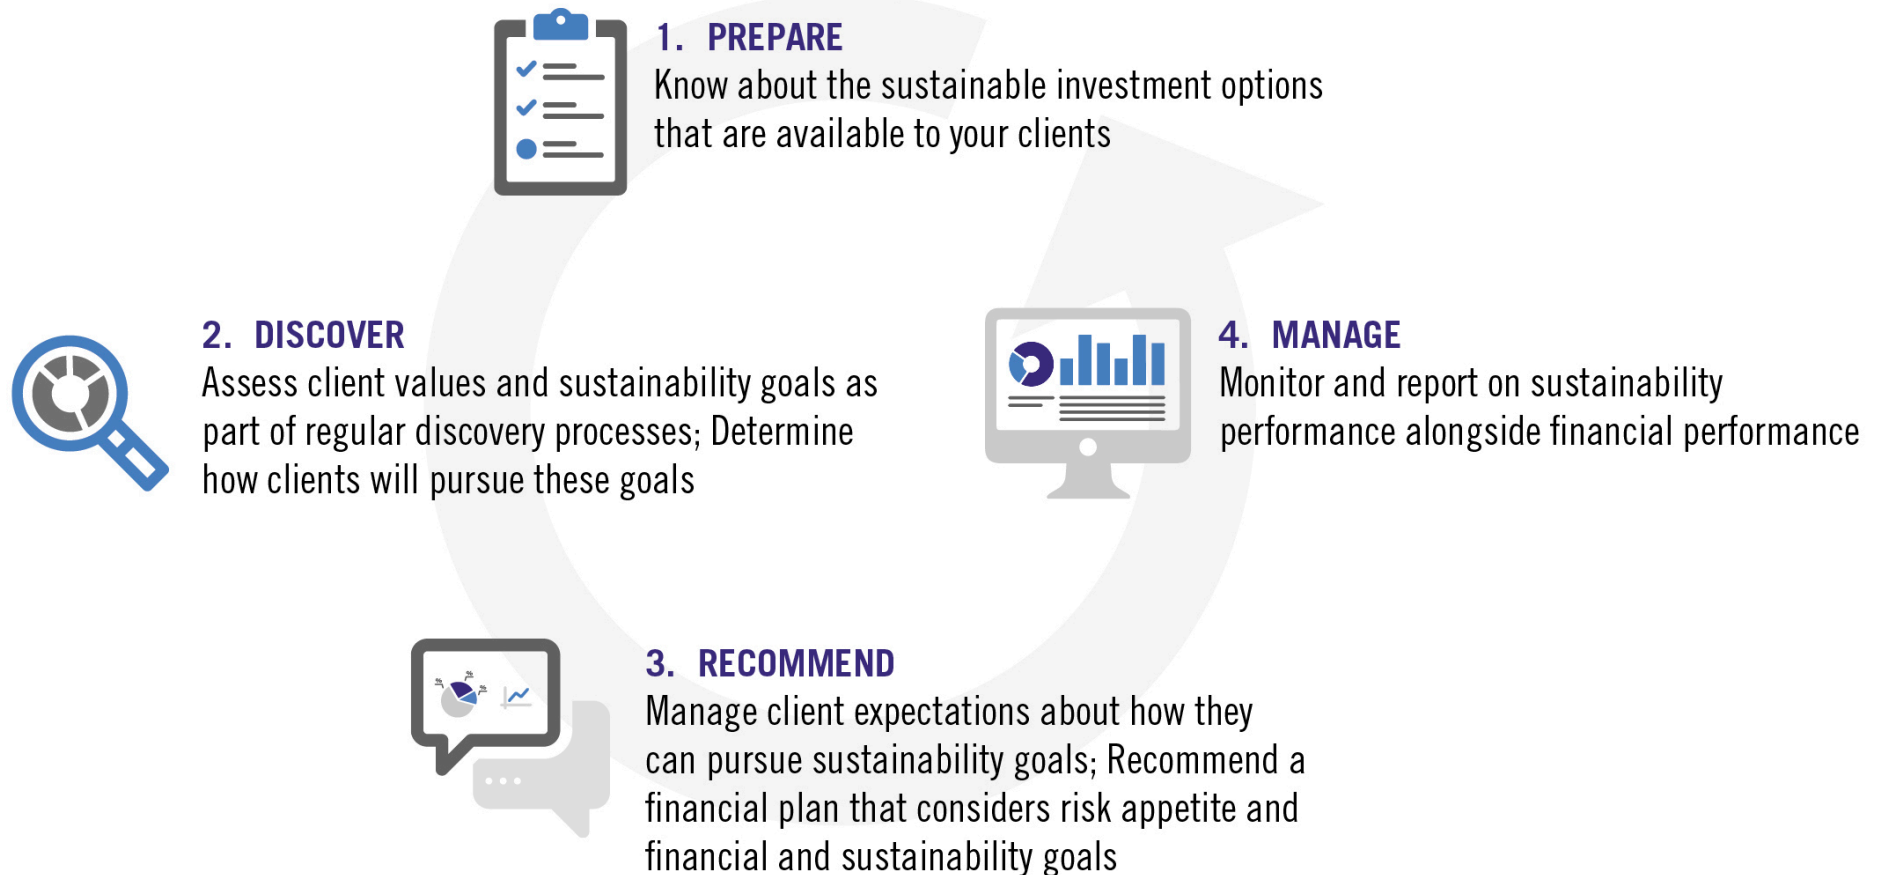 1. PREPARE
Know about the sustainable investment options
that are available to your clients
2. DISCOVER
Assess client values and sustainability goals as
part of regular discovery processes; Determine
how clients will pursue these goals
3. RECOMMEND
Manage client expectations about how they
can pursue sustainability goals; Recommend a
financial plan that considers risk appetite and
financial and sustainability goals
4. MANAGE
Monitor and report on sustainability
performance alongside financial performance